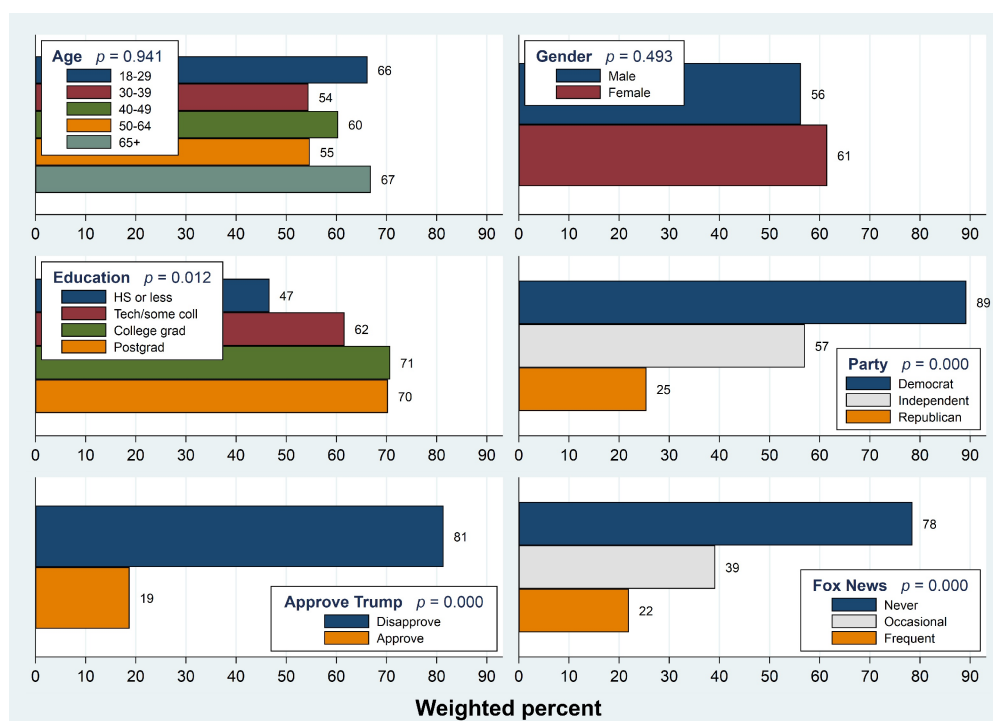 Age p = 0.941
18-29
30-39
40-49
50-64
65+
66
54
60
55
67
0 10 20 30 40 50 60 70 80 90
Gender p = 0.493
Male
Female
56
61
0 10 20 30 40 50 60 70 80 90
Education p = 0.012
HS or less
Tech/some coll
College grad
Postgrad
47
62
71
70
0 10 20 30 40 50 60 70 80 90
89
57
25
Party p = 0.000
Democrat
Independent
Republican
0 10 20 30 40 50 60 70 80 90
81
19
Approve Trump p = 0.000
Disapprove
Approve
0 10 20 30 40 50 60 70 80 90
78
39
22
Fox News p = 0.000
Never
Occasional
Frequent
0 10 20 30 40 50 60 70 80 90
Weighted percent